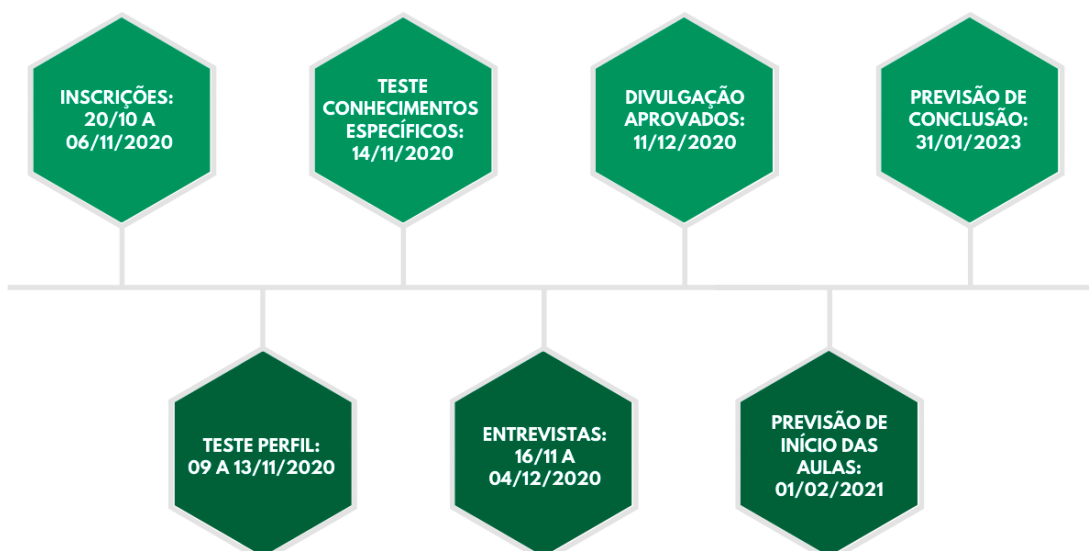 INSCRIÇÕES:
20/10 A
06/11/2020
TESTE PERFIL:
09 A 13/11/2020
TESTE
CONHECIMENTOS
ESPECÍFICOS:
14/11/2020
ENTREVISTAS:
16/11 A
04/12/2020
DIVULGAÇÃO
APROVADOS:
11/12/2020
PREVISÃO DE
INÍCIO DAS
AULAS:
01/02/2021
PREVISÃO DE
CONCLUSÃO:
31/01/2023